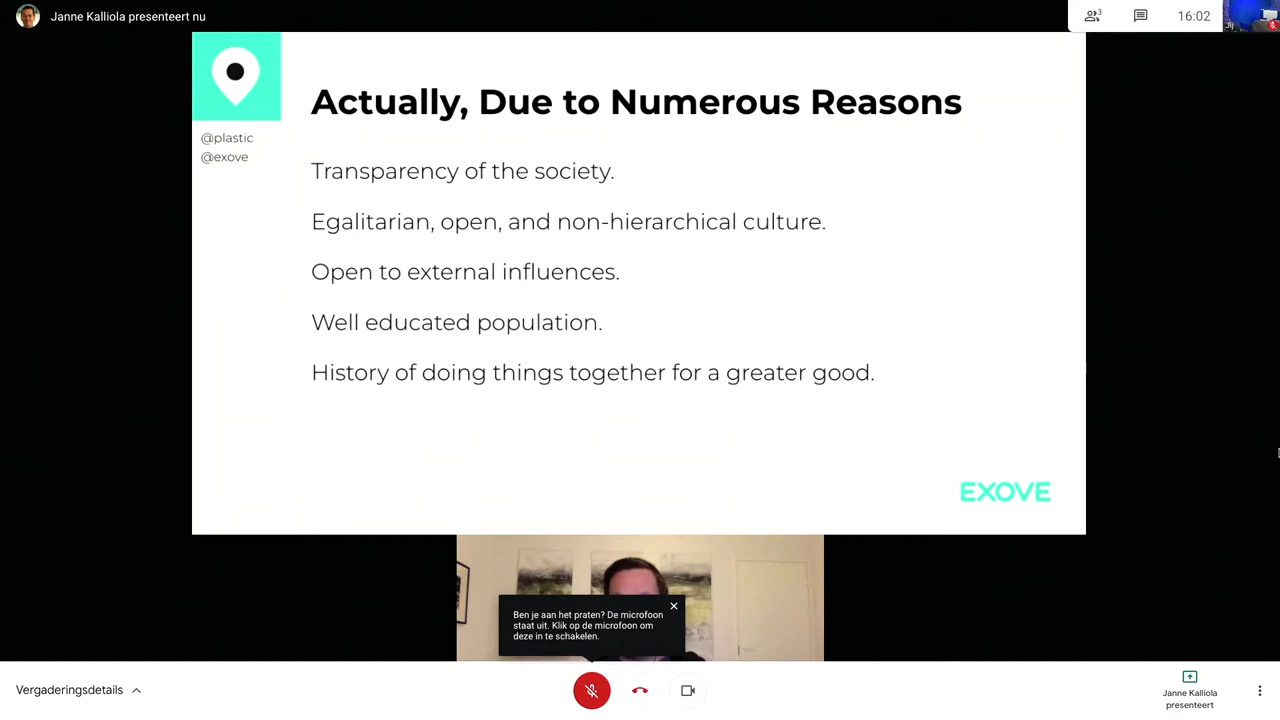 Janne Kalliola presenteert nu
3
16:02
Jij
@plastic
@exove
Actually, Due to Numerous Reasons
Transparency of the society.
Egalitarian, open, and non-hierarchical culture.
Open to external influences.
Well educated population.
History of doing things together for a greater good.
EXOVE
Ben je aan het praten? De microfoon
staat uit. Klik op de microfoon om
deze in te schakelen.
Vergaderingsdetails
Janne Kalliola
presenteert